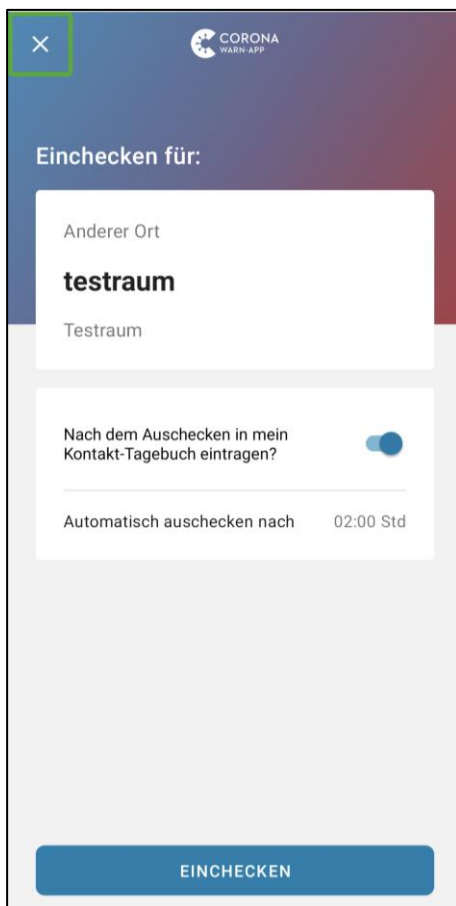 CORONA
WARN-APP
Einchecken für:
Anderer Ort
testraum
Testraum
Nach dem Auschecken in mein
Kontakt-Tagebuch eintragen?
Automatisch auschecken nach 02:00 Std
EINCHECKEN